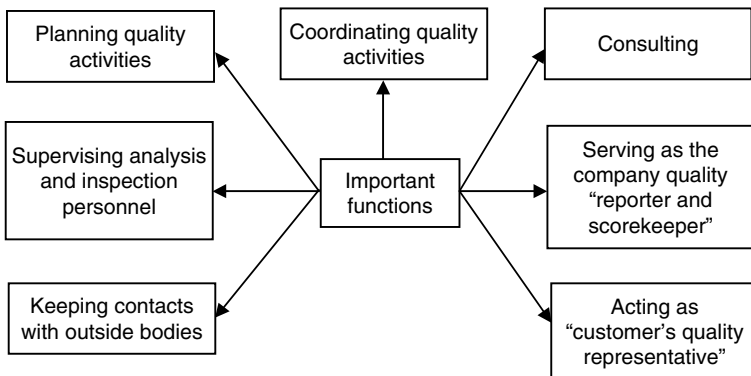 Planning quality
activities
Coordinating quality
activities
Consulting
Supervising analysis
and inspection
personnel
Important
functions
Serving as the
company quality
“reporter and
scorekeeper”
Keeping contacts
with outside bodies
Acting as
“customer’s quality
representative”